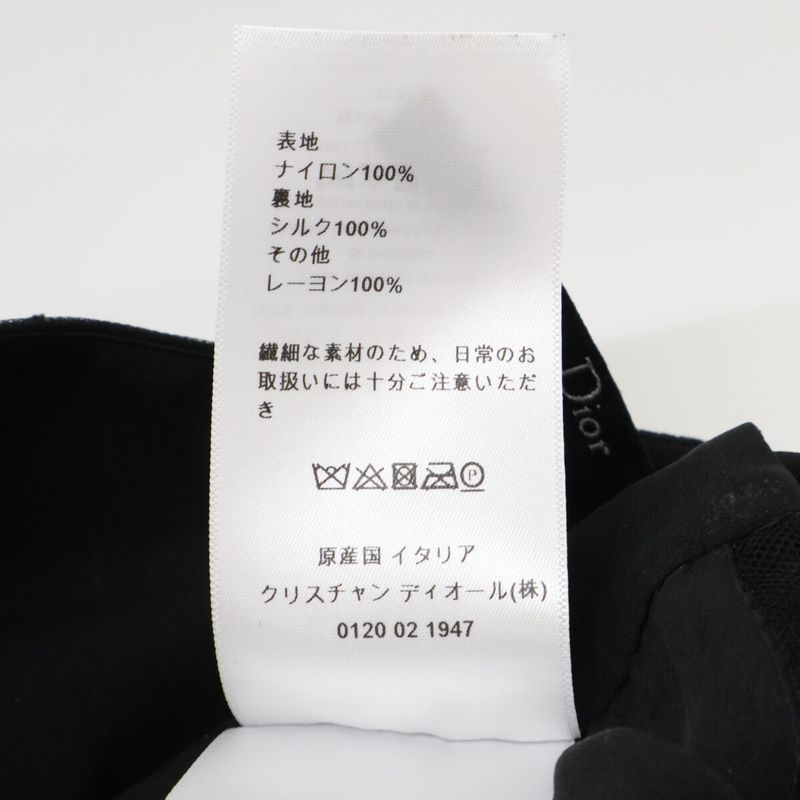 表地
ナイロン100%
裏地
シルク100%
その他
レーヨン100%
繊細な素材のため、日常のお
取扱いには十分ご注意いただ
き
P
原産国 イタリア
クリスチャン ディオール(株)
0120 02 1947
Dior